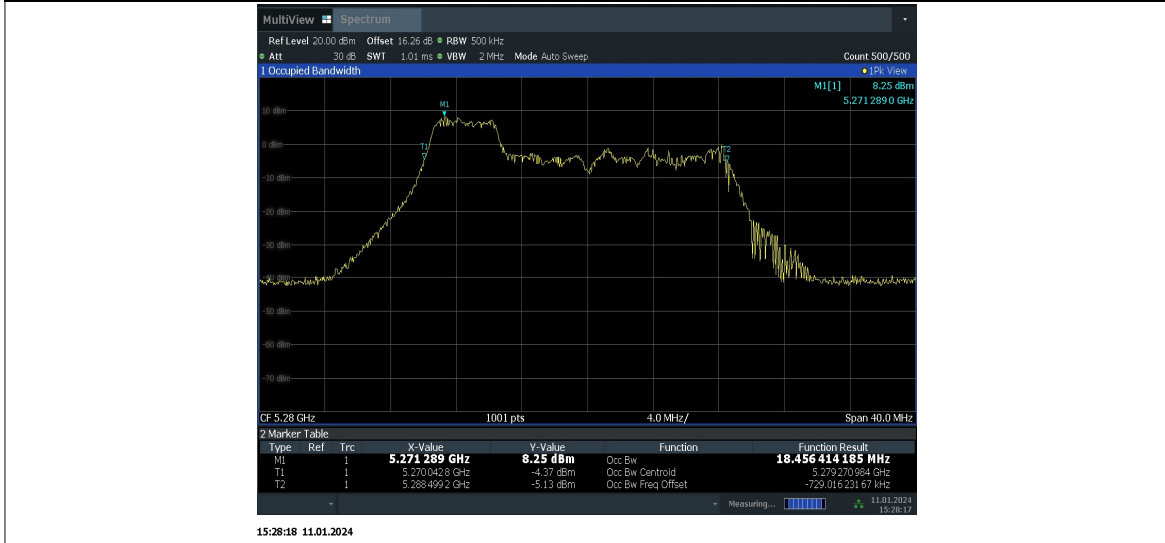 MultiView Spectrum
Ref Level 20.00 dBm Offset 16.26 dB RBW 500 kHz
Att 30 dB SWT 1.01 ms VBW 2 MHz Mode Auto Sweep Count 500/500
1 Occupied Bandwidth 1Pk View
M1[1] 8.25 dBm
5.271 289 0 GHz
M1
10 dBm
0 dBm
T1
T2
-10 dBm
-20 dBm
-30 dBm
-40 dBm
-50 dBm
-60 dBm
-70 dBm
CF 5.28 GHz 1001 pts 4.0 MHz/ Span 40.0 MHz
2 Marker Table
Type Ref Trc X-Value Y-Value Function Function Result
M1 1 5.271 289 GHz 8.25 dBm Occ Bw 18.456 414 185 MHz
T1 1 5.270 042 8 GHz -4.37 dBm Occ Bw Centroid 5.279 270 984 GHz
T2 1 5.288 499 2 GHz -5.13 dBm Occ Bw Freq Offset -729.016 231 67 kHz
Measuring... 11.01.2024
15:28:17
15:28:18 11.01.2024